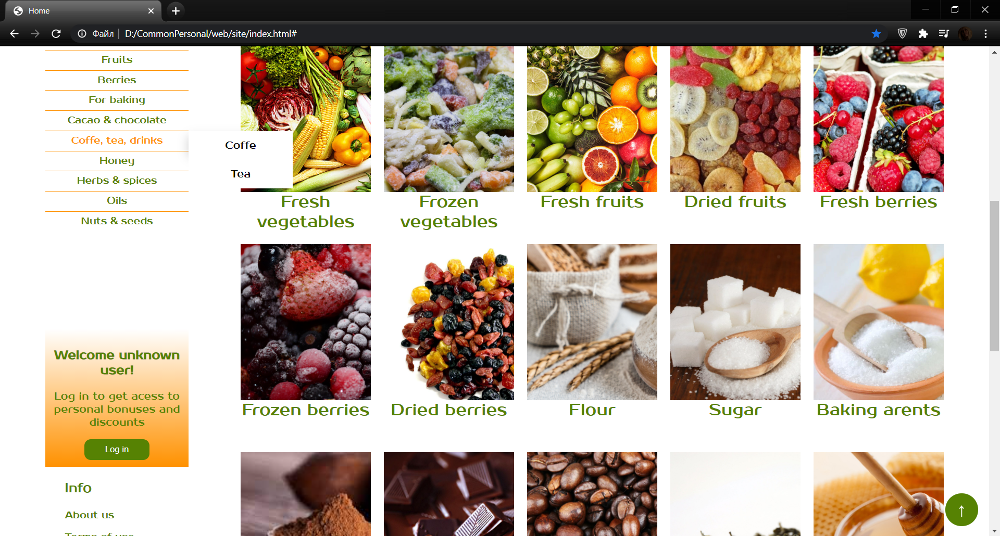 Home
Файл
D:/CommonPersonal/web/site/index.html#
Fruits
Berries
For baking
Cacao & chocolate
Coffe, tea, drinks
Honey
Herbs & spices
Oils
Nuts & seeds
Coffe
Tea
Fresh
vegetables
Frozen
vegetables
Fresh fruits
Dried fruits
Fresh berries
Frozen berries
Dried berries
Flour
Sugar
Baking arents
Welcome unknown
user!
Log in to get acess to
personal bonuses and
discounts
Log in
Info
About us
Terms of use
↑